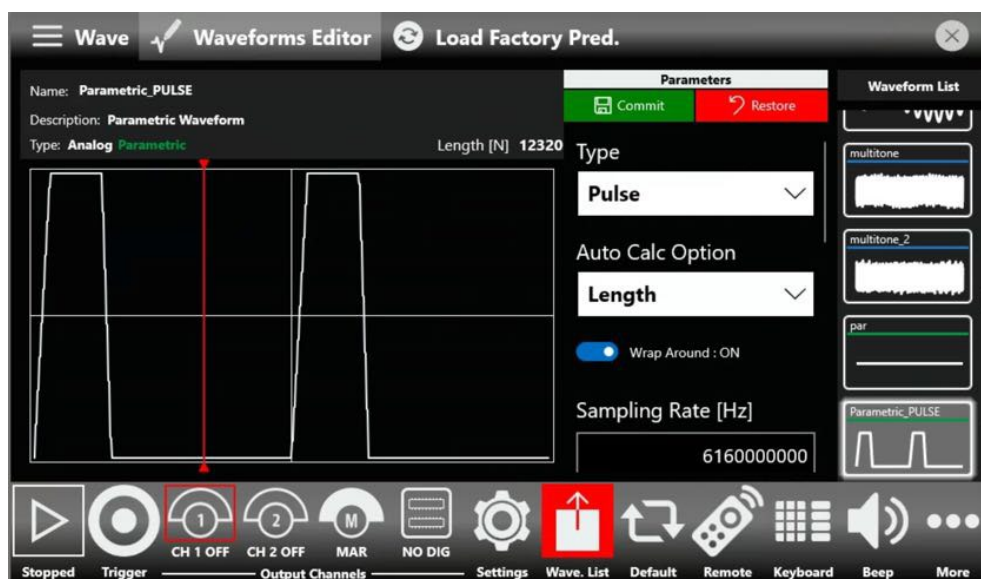 Wave
Waveforms Editor
Load Factory Pred.
Name: Parametric_PULSE
Description: Parametric Waveform
Type: Analog Parametric
Length [N] 12320
Parameters
Commit
Restore
Type
Pulse
Auto Calc Option
Length
Wrap Around : ON
Sampling Rate [Hz]
6160000000
Waveform List
multitone
multitone_2
par
Parametric_PULSE
1
2
M
CH 1 OFF
CH 2 OFF
MAR
NO DIG
Stopped
Trigger
Output Channels
Settings
Wave. List
Default
Remote
Keyboard
Beep
More